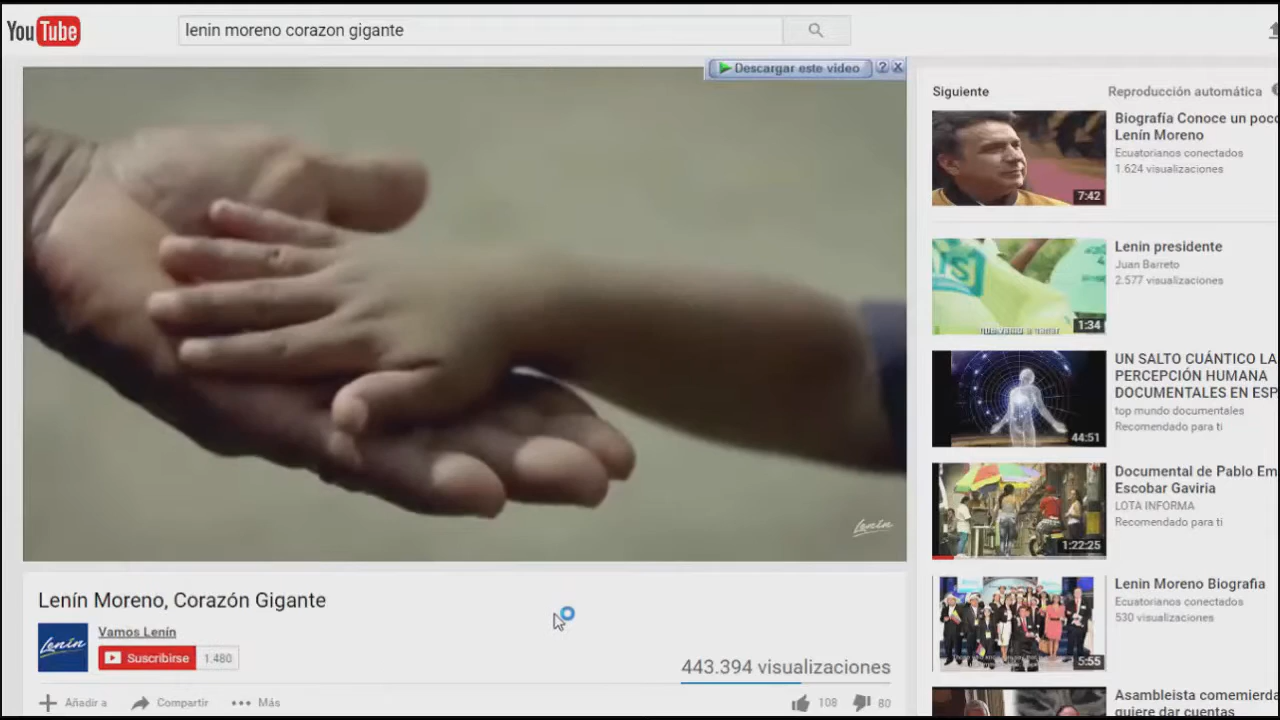 YouTube
lenin moreno corazon gigante
Descargar este video
? X
Lenín
Lenín Moreno, Corazón Gigante
Lenín
Vamos Lenín
Suscribirse 1.480
443.394 visualizaciones
Añadir a
Compartir
Más
108
80
Siguiente
Reproducción automática
Biografía Conoce un poco
Lenín Moreno
Ecuatorianos conectados
1.624 visualizaciones
7:42
Lenin presidente
Juan Barreto
2.577 visualizaciones
1:34
UN SALTO CUÁNTICO LA
PERCEPCIÓN HUMANA
DOCUMENTALES EN ESP
top mundo documentales
Recomendado para ti
44:51
Documental de Pablo Em
Escobar Gaviria
LOTA INFORMA
Recomendado para ti
1:22:25
Lenin Moreno Biografia
Ecuatorianos conectados
530 visualizaciones
5:55
Asambleista comemierda
quiere dar cuentas